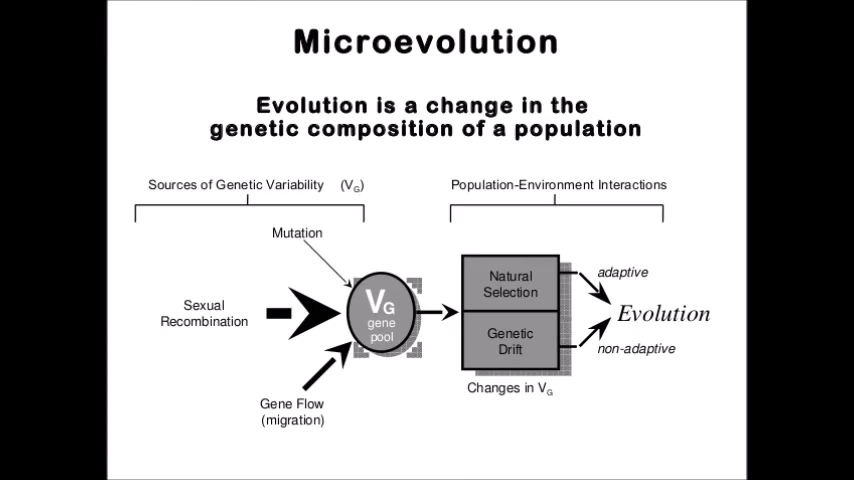 Microevolution
Evolution is a change in the
genetic composition of a population
Sources of Genetic Variability (VG)
Population-Environment Interactions
Mutation
Sexual
Recombination
Gene Flow
(migration)
VG
gene
pool
Natural
Selection
Genetic
Drift
Changes in VG
adaptive
Evolution
non-adaptive